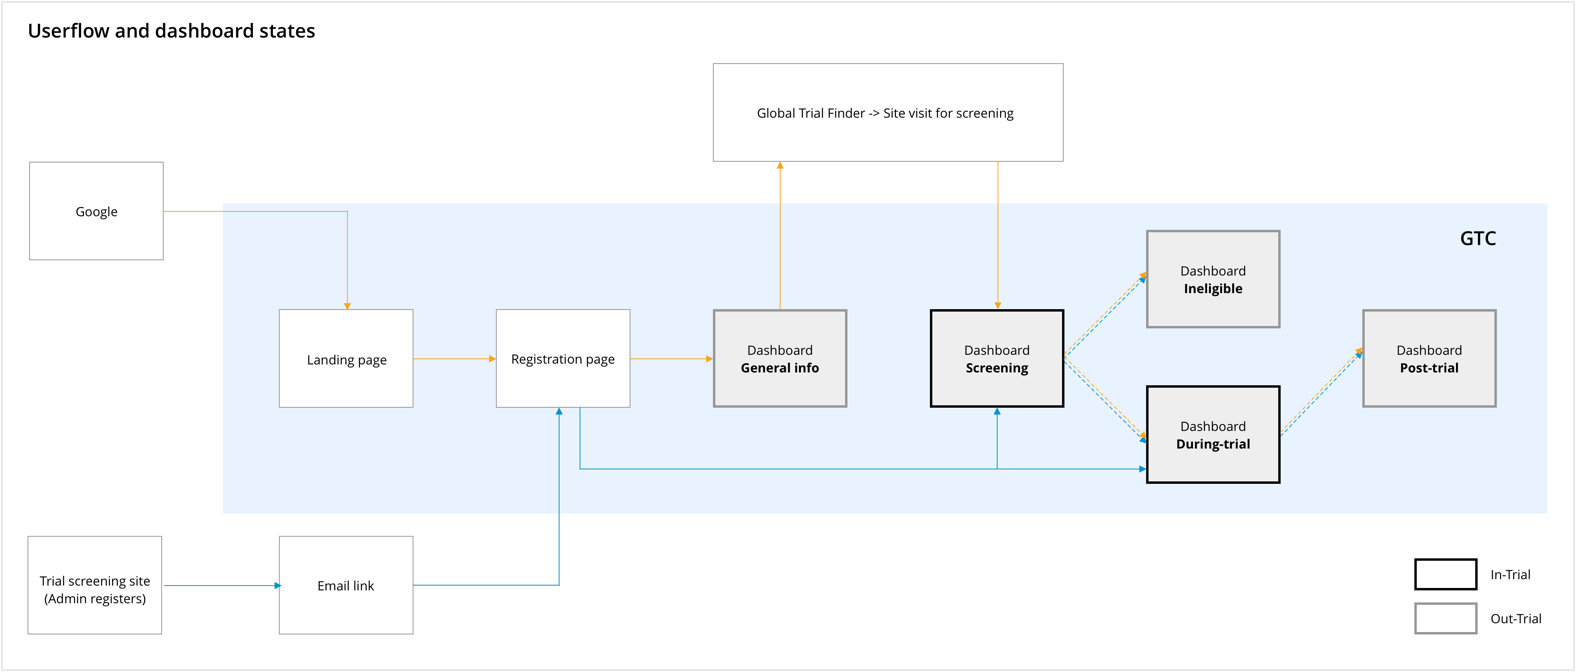 Userflow and dashboard states
Global Trial Finder -> Site visit for screening
Google
GTC
Landing page
Registration page
Dashboard
General info
Dashboard
Screening
Dashboard
Ineligible
Dashboard
During-trial
Dashboard
Post-trial
Trial screening site
(Admin registers)
Email link
In-Trial
Out-Trial